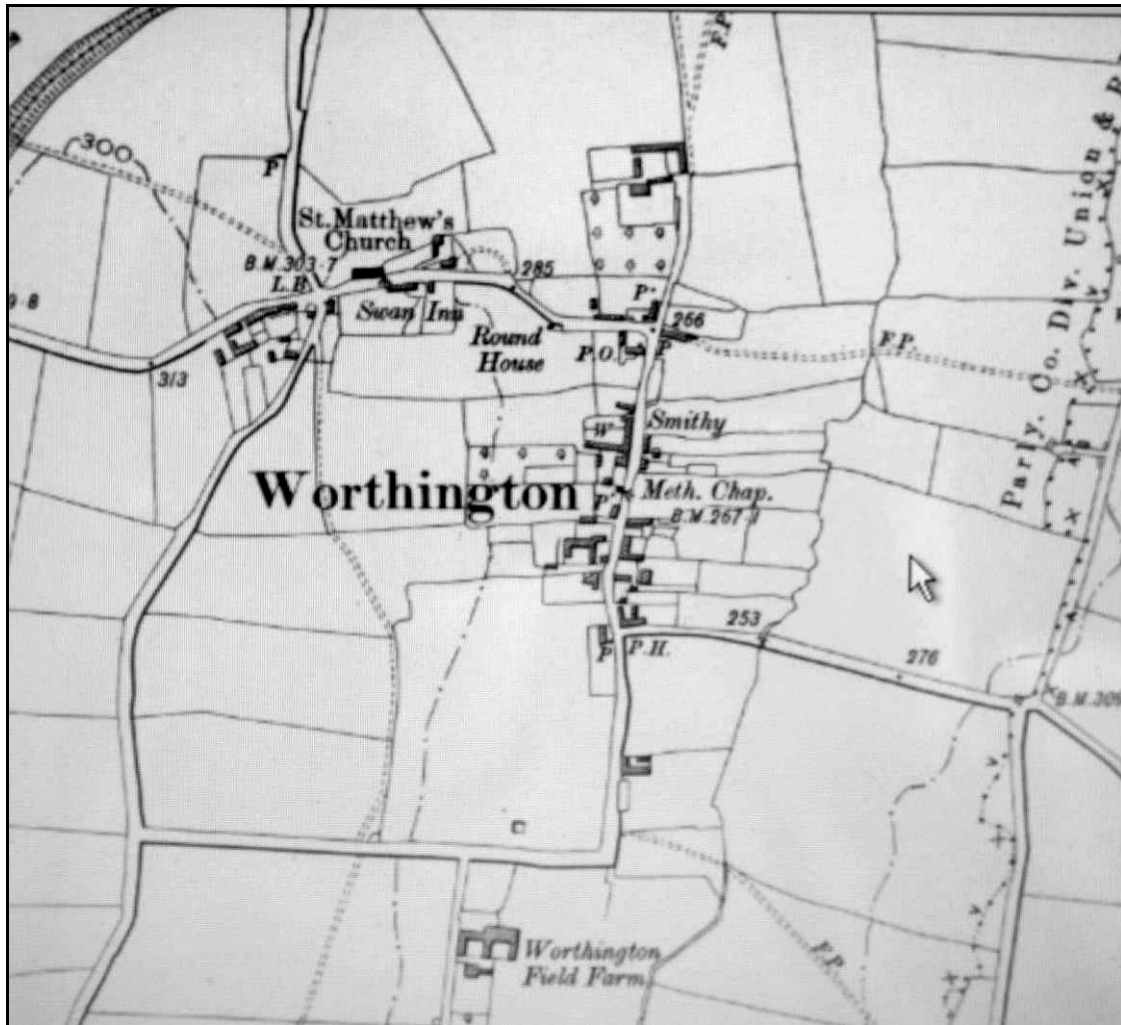 F.P.
300
P
St. Matthew's
Church
B.M.303·7
L.B.
285
Swan Inn
P.
266
Round
House
P.O.
P
F.P.
313
Smithy
W
Worthington
P.
Meth. Chap.
B.M.267·1
Parly. Co. Div. Union &
253
P
P.H.
276
B.M.309
Worthington
Field Farm
F.P.